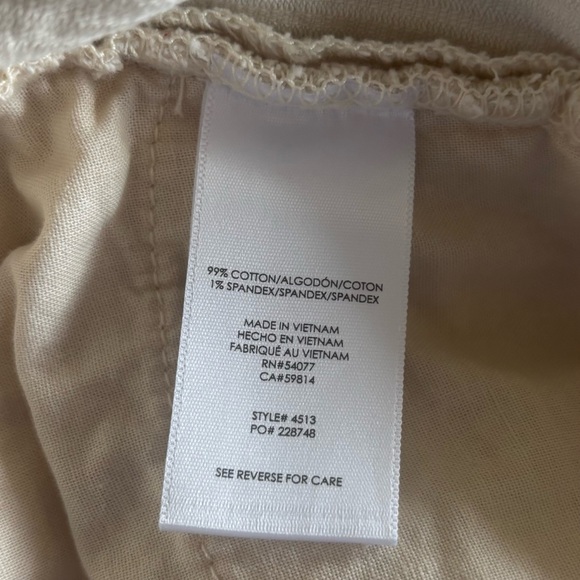 99% COTTON/ALGODÓN/COTON
1% SPANDEX/SPANDEX/SPANDEX
MADE IN VIETNAM
HECHO EN VIETNAM
FABRIQUÉ AU VIETNAM
RN#54077
CA#59814
STYLE# 4513
PO# 228748
SEE REVERSE FOR CARE